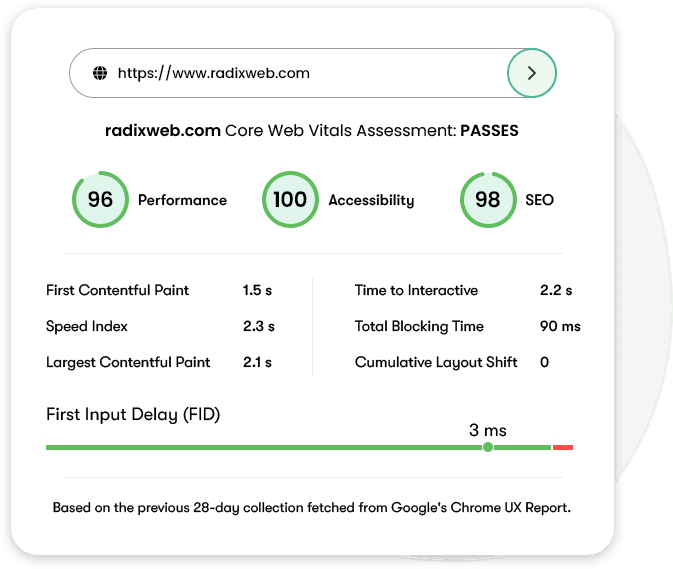 https://www.radixweb.com
radixweb.com Core Web Vitals Assessment: PASSES
96 Performance 100 Accessibility 98 SEO
First Contentful Paint 1.5 s
Speed Index 2.3 s
Largest Contentful Paint 2.1 s
Time to Interactive 2.2 s
Total Blocking Time 90 ms
Cumulative Layout Shift 0
First Input Delay (FID)
3 ms
Based on the previous 28-day collection fetched from Google's Chrome UX Report.